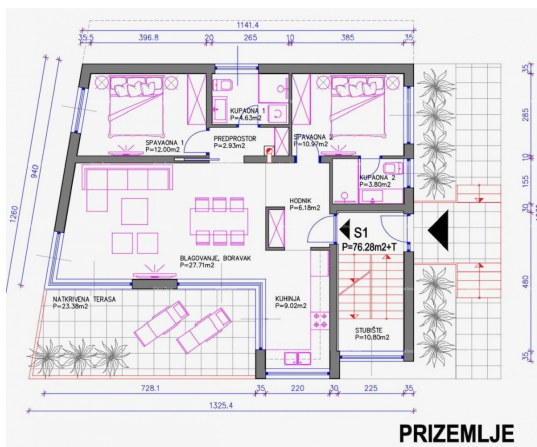 1141.4
35.5 396.8 20 265 10 385 35
KUPAONA 1
P=4.63m2
SPAVAONA 1
P=12.00m2
PREDPROSTOR
P=2.93m2
SPAVAONA 2
P=10.97m2
KUPAONA 2
P=3.80m2
35
285
155
30
480
35
940
1260
HODNIK
P=6.18m2
S1
P=76.28m2+T
BLAGOVANJE, BORAVAK
P=27.71m2
NATKRIVENA TERASA
P=23.38m2
KUHINJA
P=9.02m2
STUBIŠTE
P=10.80m2
728.1 35 220 30 225 35
1325.4
PRIZEMLJE